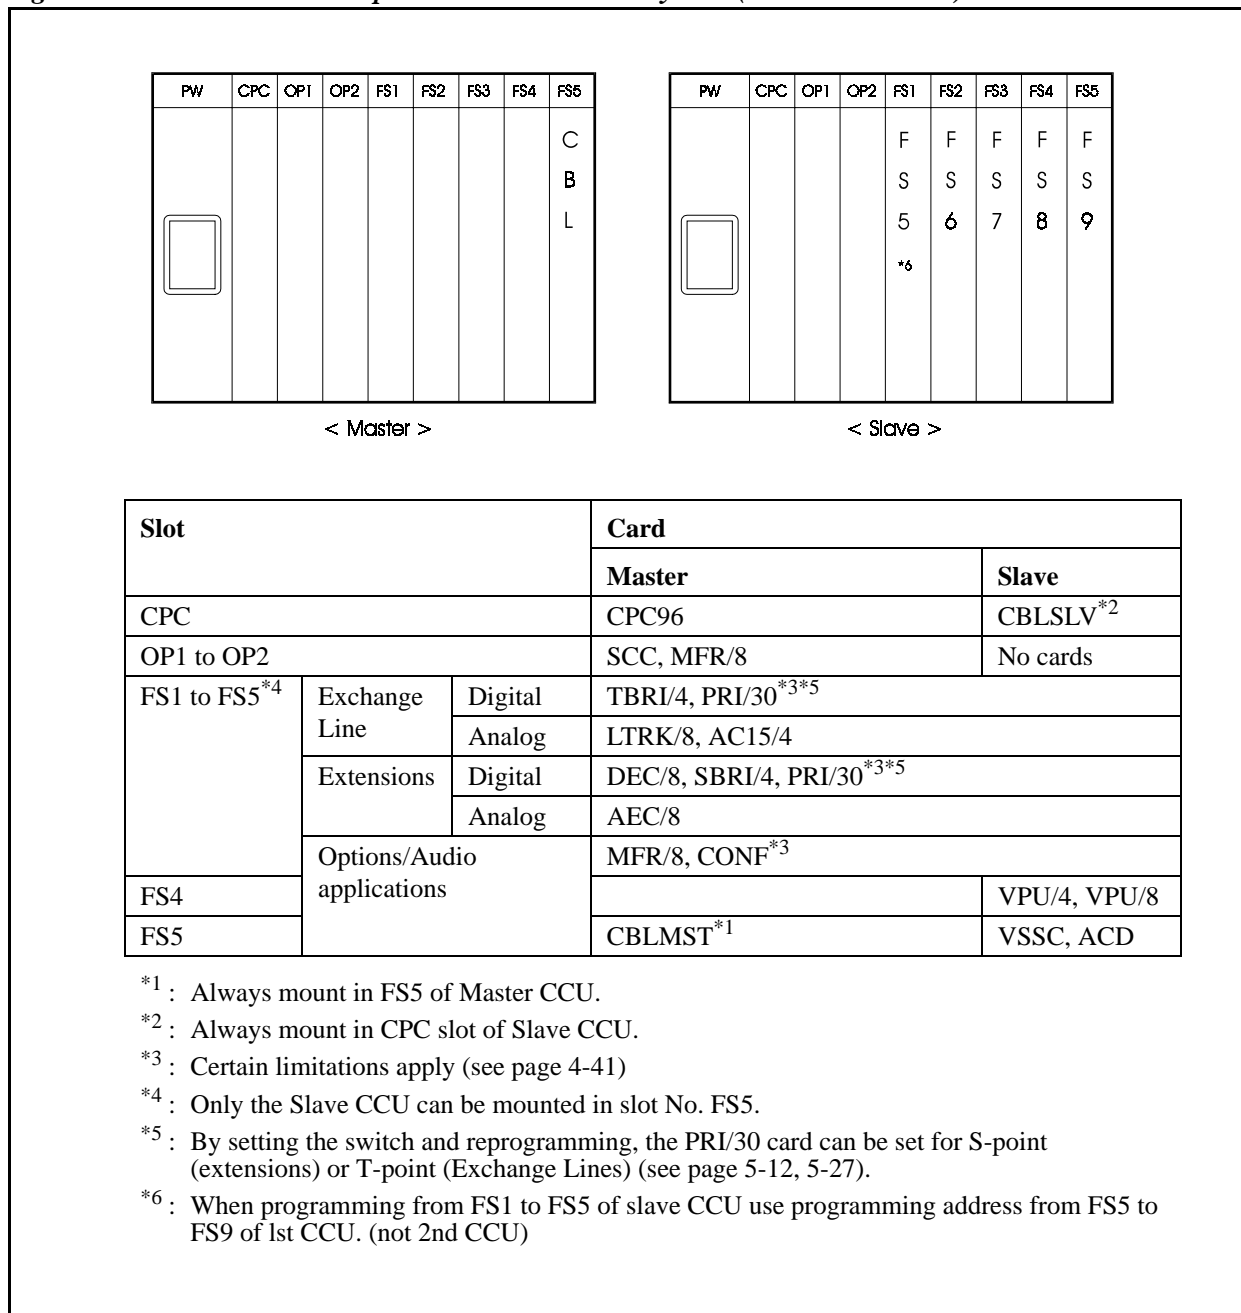 PW CPC OP1 OP2 FS1 FS2 FS3 FS4 FS5
C
B
L
< Master >
PW CPC OP1 OP2 FS1 FS2 FS3 FS4 FS5
F F F F F
S S S S S
5 6 7 8 9
*6
< Slave >
Slot Card
Master Slave
CPC CPC96 CBLSLV*2
OP1 to OP2 SCC, MFR/8 No cards
FS1 to FS5*4 Exchange Line Digital TBRI/4, PRI/30*3*5
Analog LTRK/8, AC15/4
Extensions Digital DEC/8, SBRI/4, PRI/30*3*5
Analog AEC/8
Options/Audio applications MFR/8, CONF*3
FS4 VPU/4, VPU/8
FS5 CBLMST*1 VSSC, ACD
*1 : Always mount in FS5 of Master CCU.
*2 : Always mount in CPC slot of Slave CCU.
*3 : Certain limitations apply (see page 4-41)
*4 : Only the Slave CCU can be mounted in slot No. FS5.
*5 : By setting the switch and reprogramming, the PRI/30 card can be set for S-point
(extensions) or T-point (Exchange Lines) (see page 5-12, 5-27).
*6 : When programming from FS1 to FS5 of slave CCU use programming address from FS5 to
FS9 of lst CCU. (not 2nd CCU)